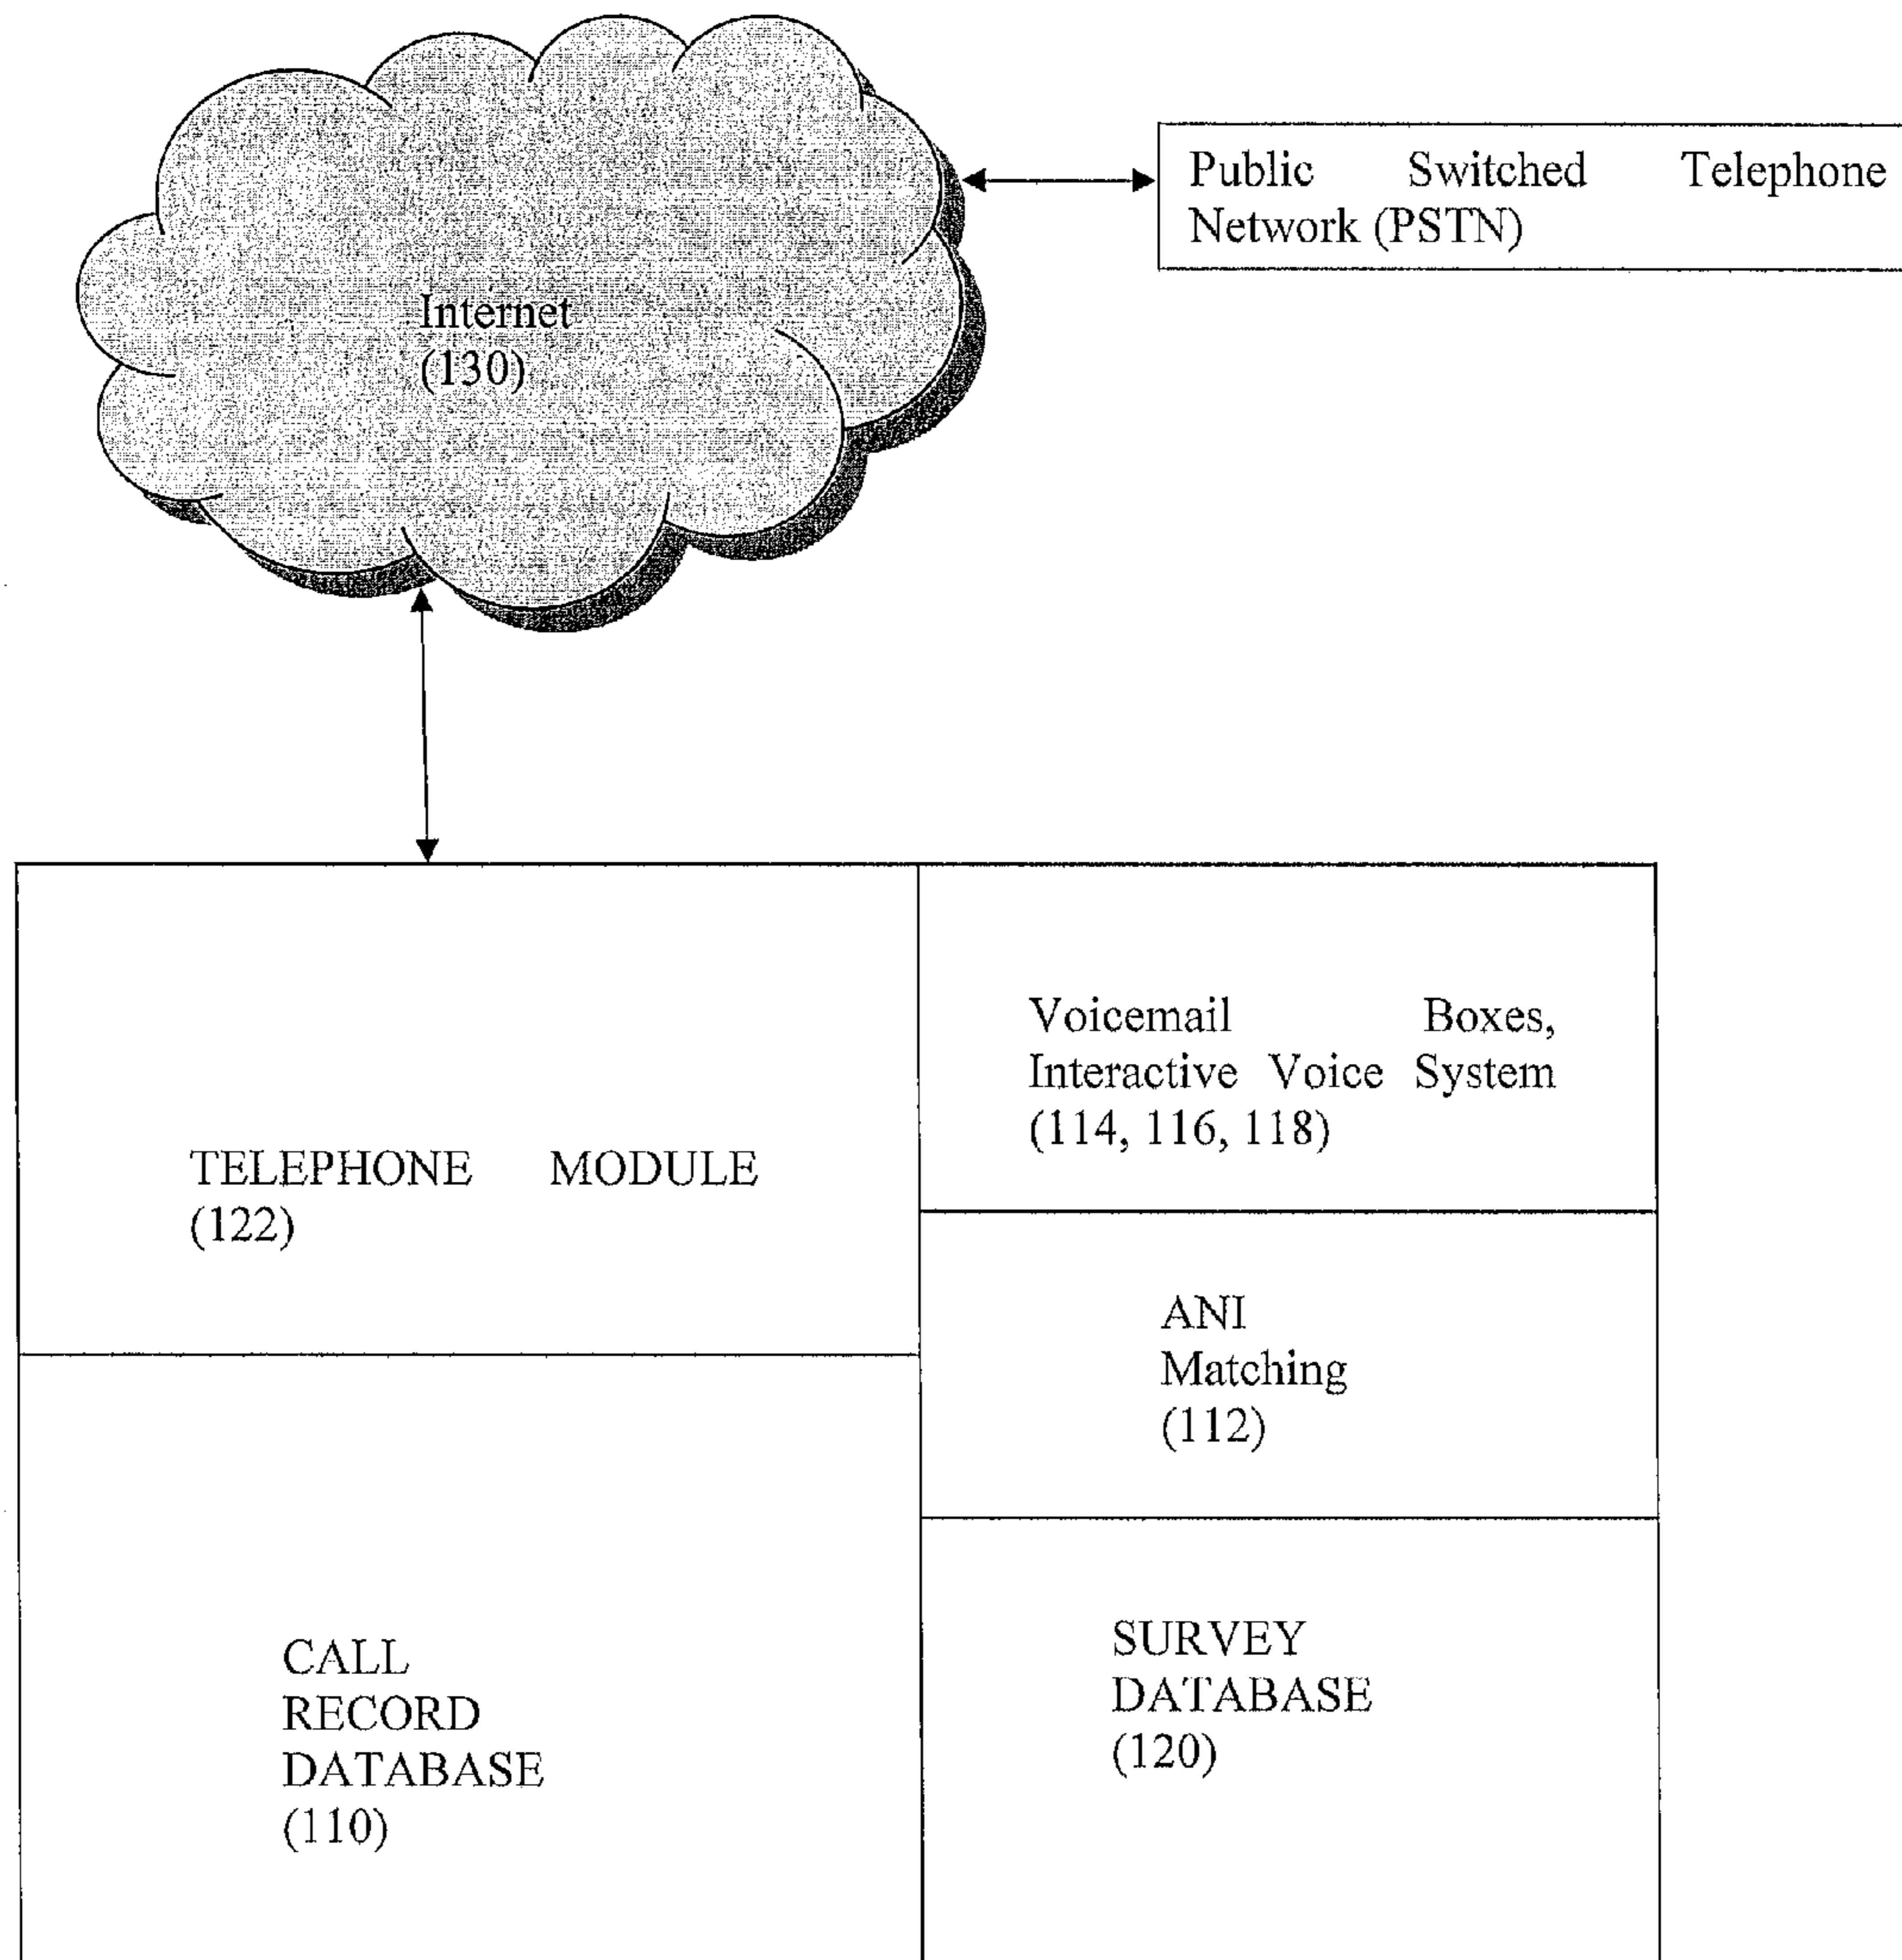 Public Switched Telephone
Network (PSTN)
Internet
(130)
Voicemail Boxes,
Interactive Voice System
(114, 116, 118)
TELEPHONE MODULE
(122)
ANI
Matching
(112)
CALL
RECORD
DATABASE
(110)
SURVEY
DATABASE
(120)